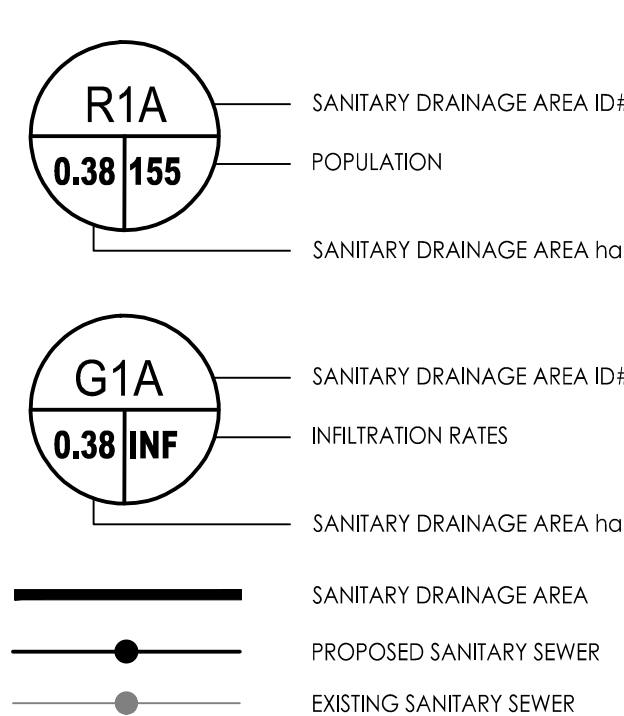 R1A
SANITARY DRAINAGE AREA ID#
0.38 155
POPULATION
SANITARY DRAINAGE AREA ha
G1A
SANITARY DRAINAGE AREA ID#
0.38 INF
INFILTRATION RATES
SANITARY DRAINAGE AREA ha
SANITARY DRAINAGE AREA
PROPOSED SANITARY SEWER
EXISTING SANITARY SEWER